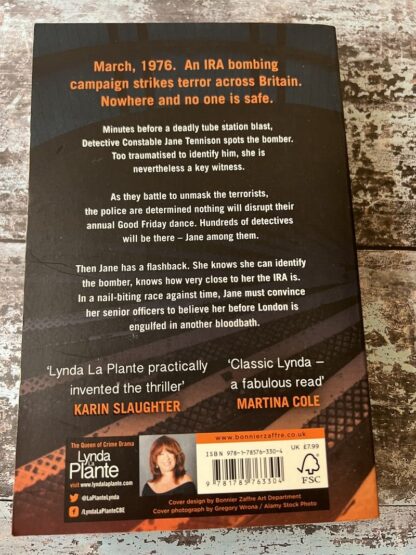 March, 1976. An IRA bombing
campaign strikes terror across Britain.
Nowhere and no one is safe.
Minutes before a deadly tube station blast,
Detective Constable Jane Tennison spots the bomber.
Too traumatised to identify him, she is
nevertheless a key witness.
As they battle to unmask the terrorists,
the police are determined nothing will disrupt their
annual Good Friday dance. Hundreds of detectives
will be there – Jane among them.
Then Jane has a flashback. She knows she can identify
the bomber, knows how very close to her the IRA is.
In a nail-biting race against time, Jane must convince
her senior officers to believe her before London is
engulfed in another bloodbath.
'Lynda La Plante practically
invented the thriller'
KARIN SLAUGHTER
'Classic Lynda –
a fabulous read'
MARTINA COLE
The Queen of Crime Drama
Lynda
La
Plante
visit www.lyndalaplante.com
@LaPlanteLynda
/LyndaLaPlanteCBE
www.bonnierzaffre.co.uk
ISBN 978-1-78576-330-4
UK £7.99
9 781785 763304
FSC
Cover design by Bonnier Zaffre Art Department
Cover photograph by Gregory Wrona / Alamy Stock Photo